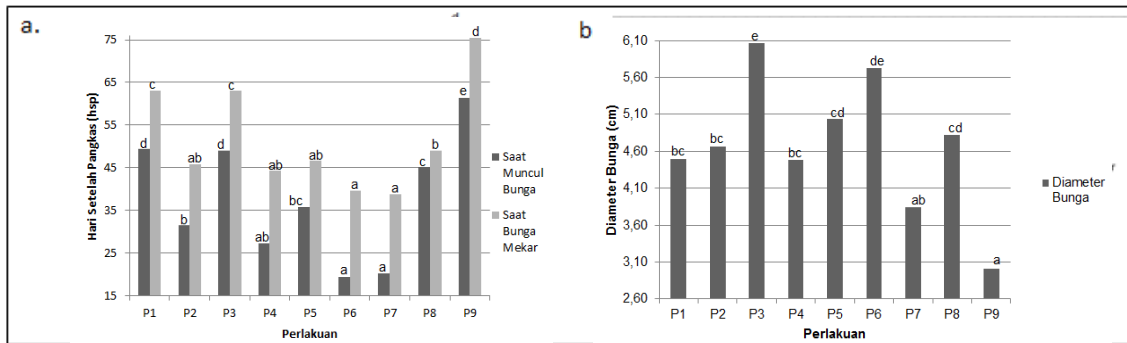 a.
75
65
55
45
35
25
15
Hari Setelah Pangkas (hsp)
d
c
b
ab
d
c
ab
ab
bc
ab
a
a
a
a
c
ab
e
d
P1 P2 P3 P4 P5 P6 P7 P8 P9
Perlakuan
Saat
Muncul
Bunga
Saat
Bunga
Mekar
b
6,10
5,60
5,10
4,60
4,10
3,60
3,10
2,60
Diameter Bunga (cm)
bc
bc
e
bc
cd
de
ab
cd
a
P1 P2 P3 P4 P5 P6 P7 P8 P9
Perlakuan
Diameter
Bunga